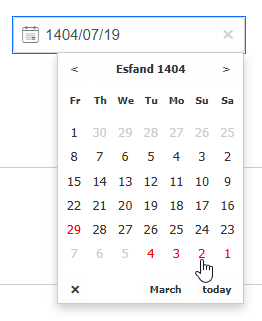 1404/07/19 ×
< Esfand 1404 >
Fr Th We Tu Mo Su Sa
1 30 29 28 27 26 25
8 7 6 5 4 3 2
15 14 13 12 11 10 9
22 21 20 19 18 17 16
29 28 27 26 25 24 23
7 6 5 4 3 2 1
× March today